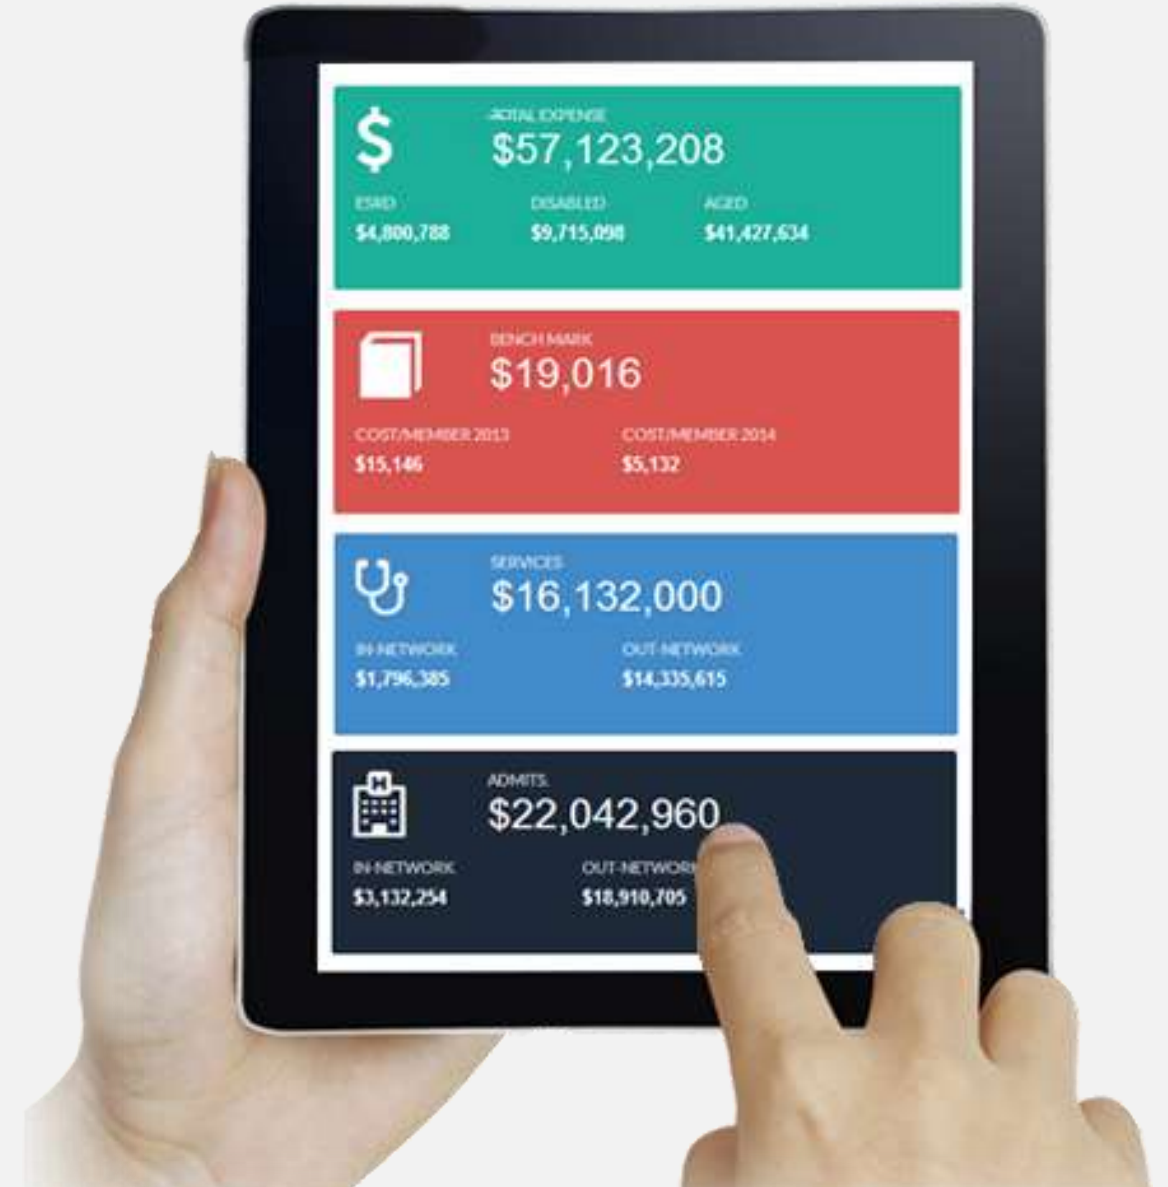 TOTAL EXPENSE
$57,123,208
ESRD DISABLED AGED
$4,800,788 $9,715,098 $41,427,634
BENCH MARK
$19,016
COST/MEMBER 2013 COST/MEMBER 2014
$15,146 $5,132
SERVICES
$16,132,000
IN-NETWORK OUT-NETWORK
$1,796,385 $14,335,615
H
ADMITS.
$22,042,960
IN-NETWORK OUT-NETWORK
$3,132,254 $18,910,705